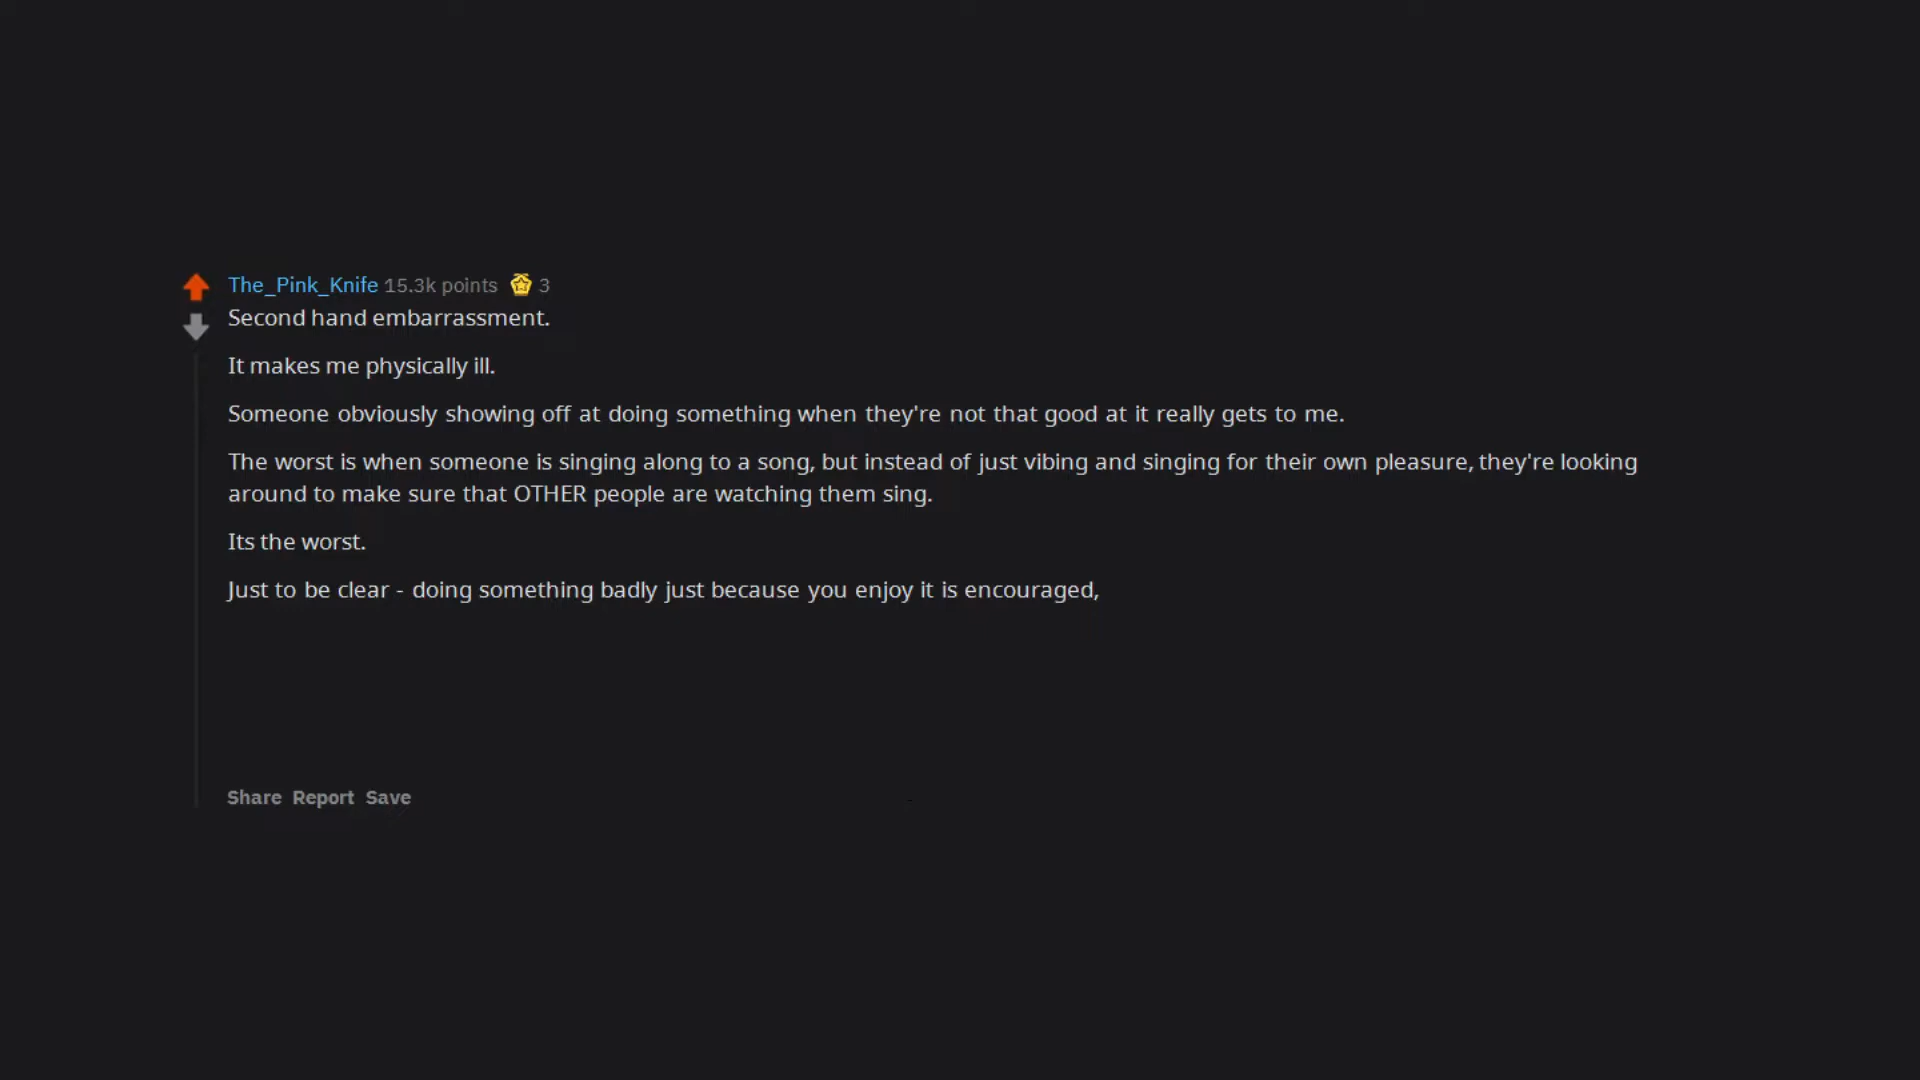 The_Pink_Knife 15.3k points 3
Second hand embarrassment.
It makes me physically ill.
Someone obviously showing off at doing something when they're not that good at it really gets to me.
The worst is when someone is singing along to a song, but instead of just vibing and singing for their own pleasure, they're looking
around to make sure that OTHER people are watching them sing.
Its the worst.
Just to be clear - doing something badly just because you enjoy it is encouraged,
Share Report Save